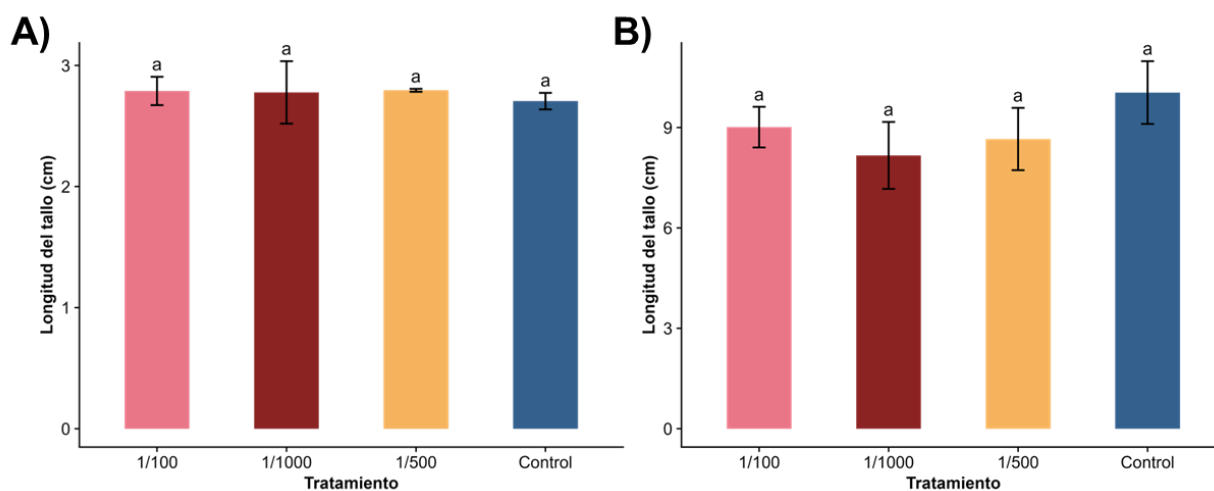 A)
Longitud del tallo (cm)
3
2
1
0
a
a
a
a
1/100
1/1000
1/500
Control
Tratamiento
B)
Longitud del tallo (cm)
9
6
3
0
a
a
a
a
1/100
1/1000
1/500
Control
Tratamiento